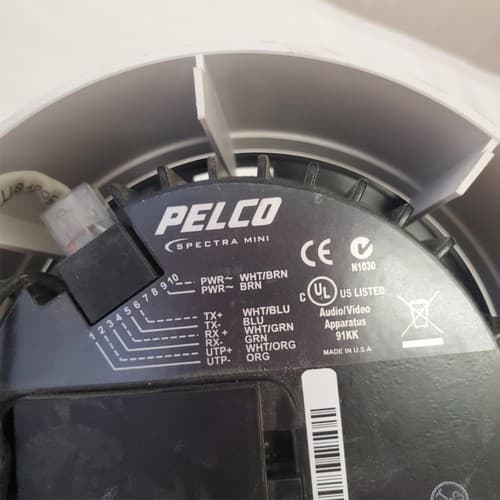 PELCO
SPECTRA MINI
PWR~ WHT/BRN
PWR~ BRN
TX+ WHT/BLU
TX- BLU
RX + WHT/GRN
RX- GRN
UTP+ WHT/ORG
UTP- ORG
1 2 3 4 5 6 7 8 9 10
CE
N1030
C UL US LISTED
Audio/Video
Apparatus
91KK
MADE IN U.S.A